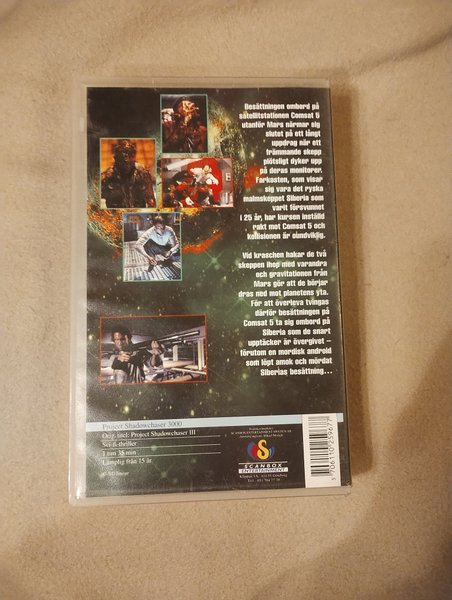 Besättningen ombord på
satellitstationen Comsat 5
utanför Mars närmar sig
slutet på ett långt
uppdrag när ett
främmande skepp
plötsligt dyker upp
på deras monitorer.
Farkosten, som visar
sig vara det ryska
malmskeppet Siberia som
varit försvunnet
i 25 år, har kursen inställd
rakt mot Comsat 5 och
kollisionen är oundviklig.
Vid kraschen hakar de två
skeppen ihop med varandra
och gravitationen från
Mars gör att de börjar
dras ned mot planetens yta.
För att överleva tvingas
därför besättningen på
Comsat 5 ta sig ombord på
Siberia som de snart
upptäcker är övergivet –
förutom en mordisk android
som löpt amok och mördat
Siberias besättning...
Project Shadowchaser 3000
Orig. titel: Project Shadowchaser III
Sci-fi-thriller
1 tim 35 min
Lämplig från 15 år.
S
SCANBOX
ENTERTAINMENT
5706110259677